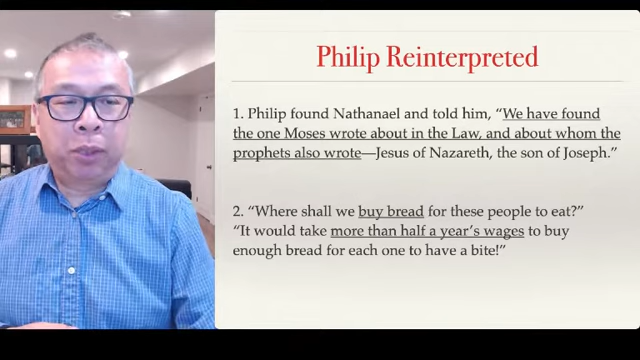 Philip Reinterpreted
1. Philip found Nathanael and told him, “We have found
the one Moses wrote about in the Law, and about whom the
prophets also wrote—Jesus of Nazareth, the son of Joseph.”
2. “Where shall we buy bread for these people to eat?”
“It would take more than half a year’s wages to buy
enough bread for each one to have a bite!”